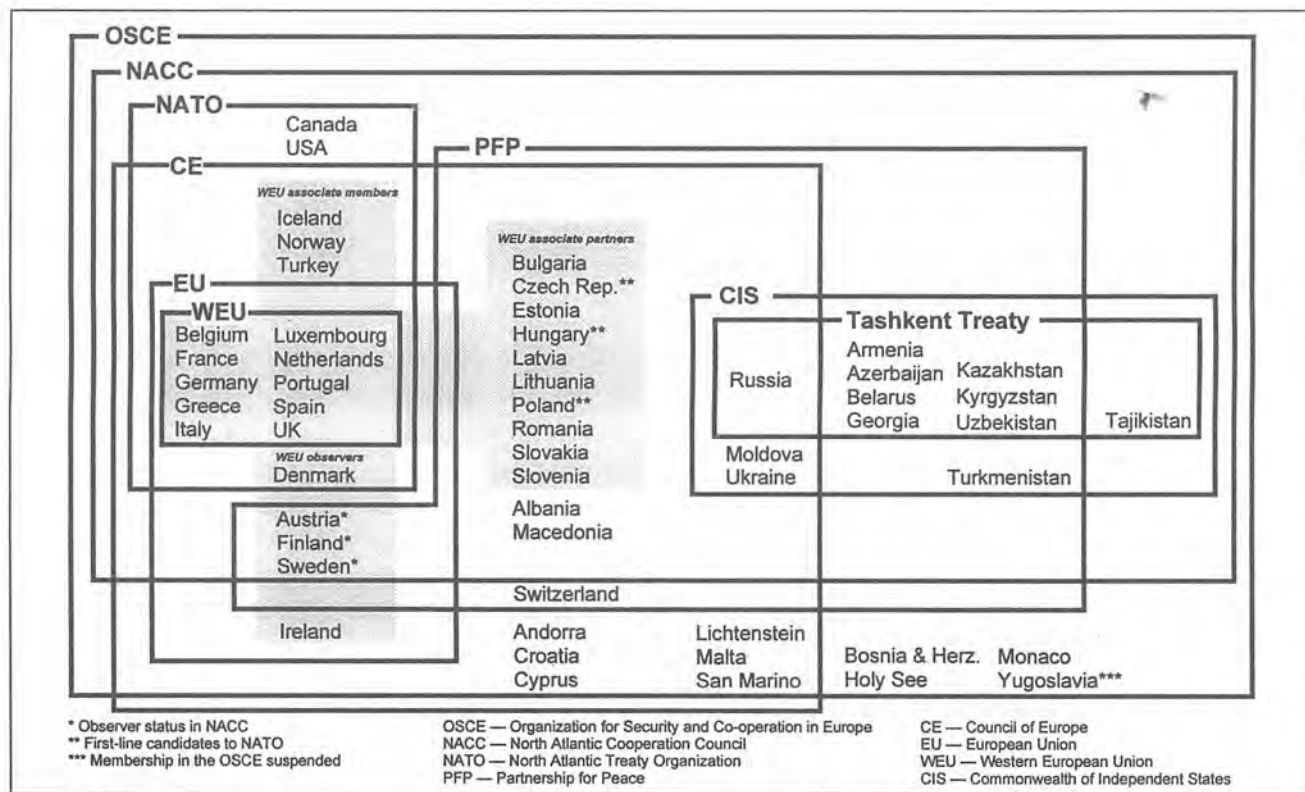 OSCE
NACC
NATO
Canada
USA
PFP
CE
WEU associate members
Iceland
Norway
Turkey
WEU associate partners
Bulgaria
Czech Rep.**
Estonia
Hungary**
Latvia
Lithuania
Poland**
Romania
Slovakia
Slovenia
Albania
Macedonia
EU
WEU
Belgium Luxembourg
France Netherlands
Germany Portugal
Greece Spain
Italy UK
WEU observers
Denmark
Austria*
Finland*
Sweden*
Ireland
CIS
Tashkent Treaty
Russia
Armenia
Azerbaijan Kazakhstan
Belarus Kyrgyzstan
Georgia Uzbekistan
Tajikistan
Moldova
Ukraine
Turkmenistan
Switzerland
Andorra Lichtenstein
Croatia Malta
Cyprus San Marino
Bosnia & Herz. Monaco
Holy See Yugoslavia***
* Observer status in NACC
** First-line candidates to NATO
*** Membership in the OSCE suspended
OSCE — Organization for Security and Co-operation in Europe
NACC — North Atlantic Cooperation Council
NATO — North Atlantic Treaty Organization
PFP — Partnership for Peace
CE — Council of Europe
EU — European Union
WEU — Western European Union
CIS — Commonwealth of Independent States